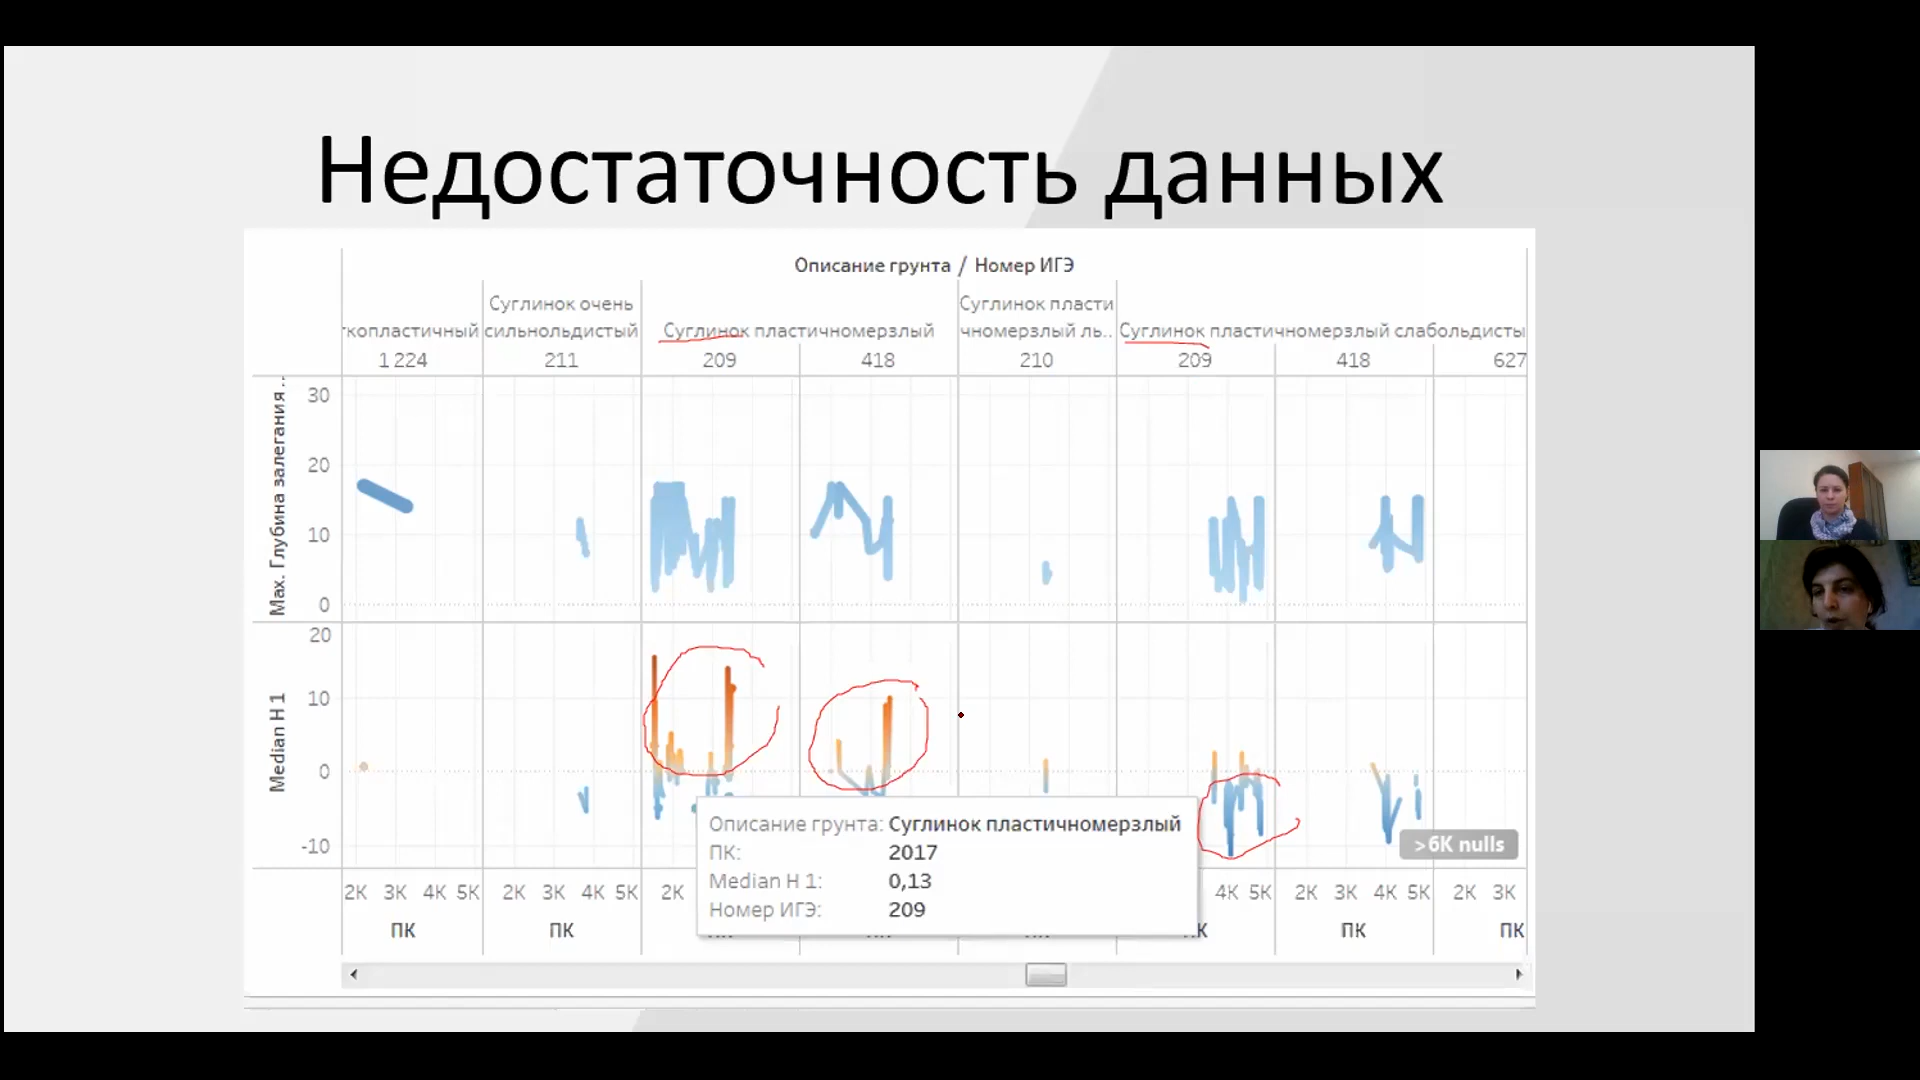 Недостаточность данных
Описание грунта / Номер ИГЭ
Суглинок очень
Суглинок пласти
гкопластичный
сильнольдистый
Суглинок пластичномерзлый
чномерзлый ль..
Суглинок пластичномерзлый слабольдисты
1 224
211
209
418
210
209
418
627
Max. Глубина залегания ..
30
20
10
0
Median H 1
20
10
0
-10
Описание грунта: Суглинок пластичномерзлый
ПК: 2017
Median H 1: 0,13
Номер ИГЭ: 209
>6K nulls
2K 3K 4K 5K 2K 3K 4K 5K 2K 4K 5K 2K 3K 4K 5K 2K 3K
ПК ПК ПК ПК